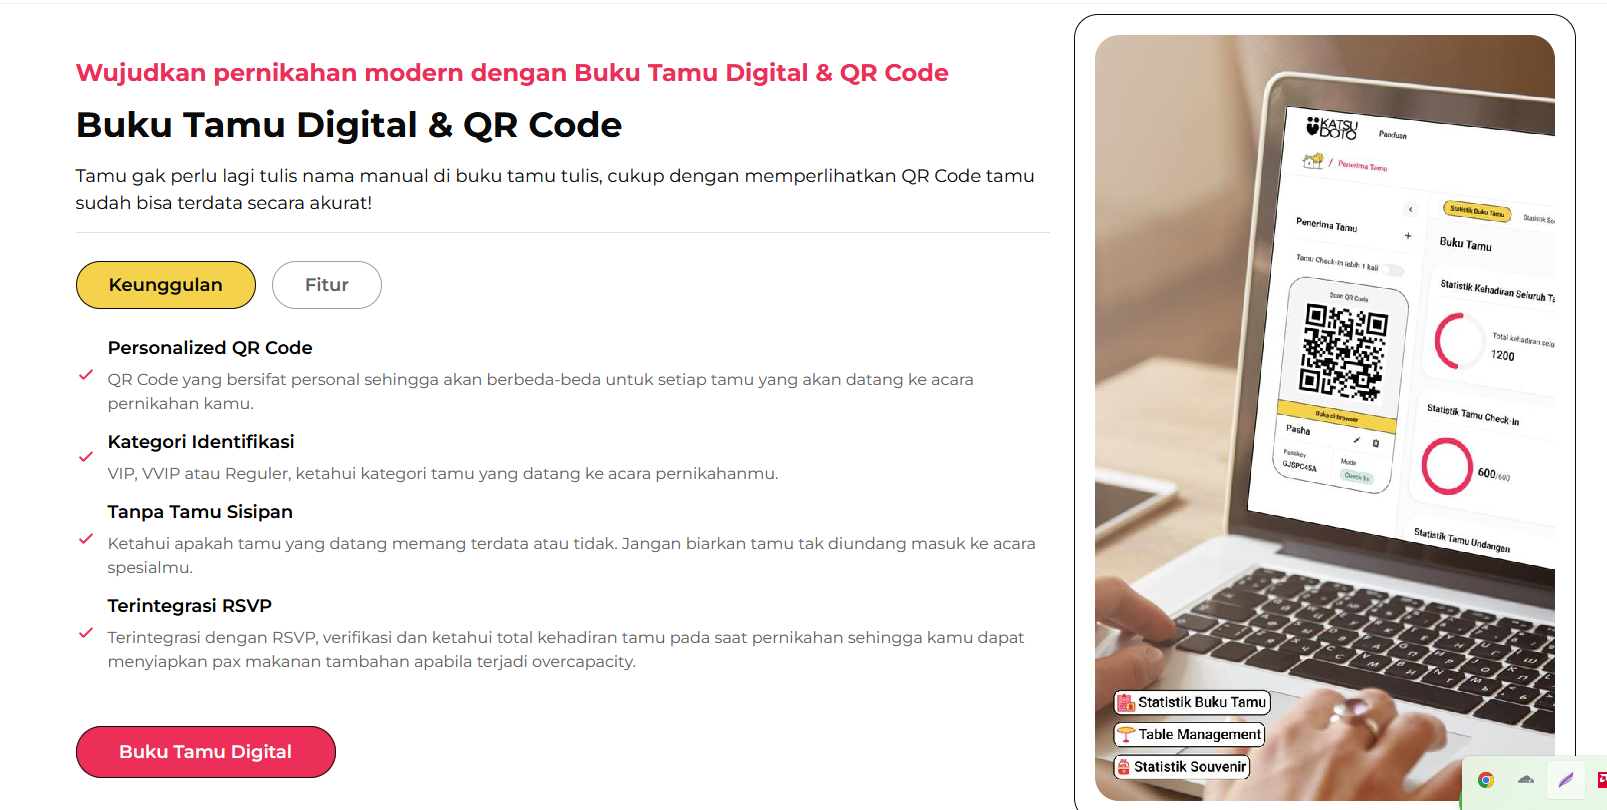 Wujudkan pernikahan modern dengan Buku Tamu Digital & QR Code
Buku Tamu Digital & QR Code
Tamu gak perlu lagi tulis nama manual di buku tamu tulis, cukup dengan memperlihatkan QR Code tamu
sudah bisa terdata secara akurat!
Keunggulan
Fitur
Personalized QR Code
QR Code yang bersifat personal sehingga akan berbeda-beda untuk setiap tamu yang akan datang ke acara
pernikahan kamu.
Kategori Identifikasi
VIP, VVIP atau Reguler, ketahui kategori tamu yang datang ke acara pernikahanmu.
Tanpa Tamu Sisipan
Ketahui apakah tamu yang datang memang terdata atau tidak. Jangan biarkan tamu tak diundang masuk ke acara
spesialmu.
Terintegrasi RSVP
Terintegrasi dengan RSVP, verifikasi dan ketahui total kehadiran tamu pada saat pernikahan sehingga kamu dapat
menyiapkan pax makanan tambahan apabila terjadi overcapacity.
Buku Tamu Digital
KATSU
DOTO
Panduan
/ Penerima Tamu
Penerima Tamu
+
Tamu Check-In lebih 1 kali
Scan QR Code
Buka di browser
Pasha
Passkey
GJ8PC45A
Mode
Check-In
Statistik Buku Tamu
Statistik So
Buku Tamu
Statistik Kehadiran Seluruh Ta
Total kehadiran selu
1200
Statistik Tamu Check-In
600/600
Statistik Tamu Undangan
Statistik Buku Tamu
Table Management
Statistik Souvenir